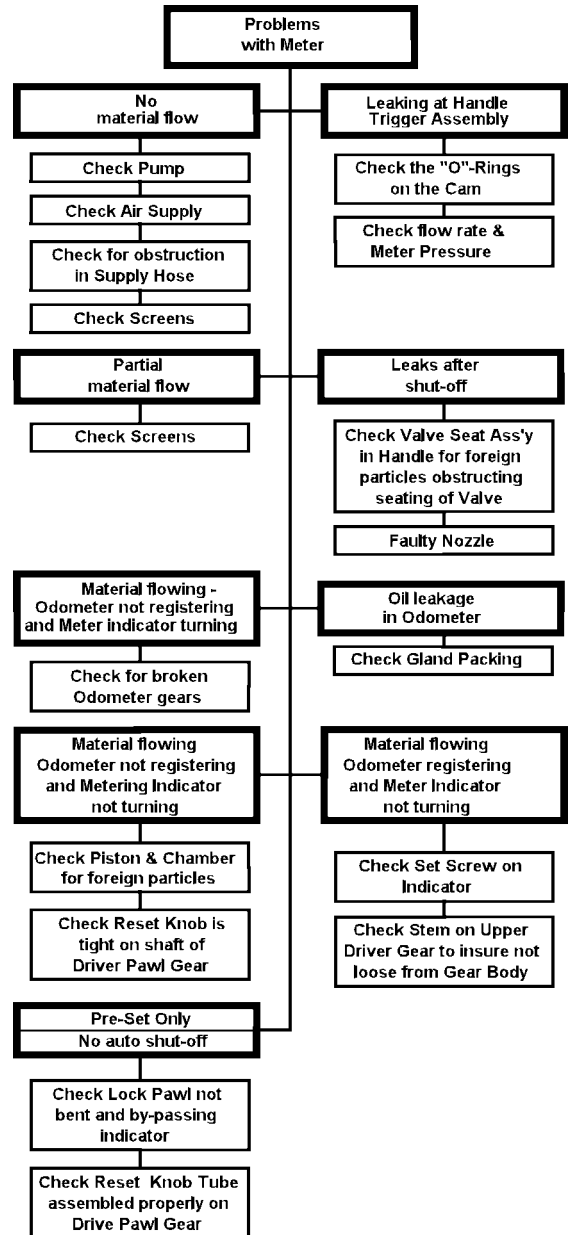 Problems
with Meter
No
material flow
Check Pump
Check Air Supply
Check for obstruction
in Supply Hose
Check Screens
Leaking at Handle
Trigger Assembly
Check the "O"-Rings
on the Cam
Check flow rate &
Meter Pressure
Partial
material flow
Check Screens
Leaks after
shut-off
Check Valve Seat Ass'y
in Handle for foreign
particles obstructing
seating of Valve
Faulty Nozzle
Material flowing -
Odometer not registering
and Meter indicator turning
Check for broken
Odometer gears
Oil leakage
in Odometer
Check Gland Packing
Material flowing
Odometer not registering
and Metering Indicator
not turning
Check Piston & Chamber
for foreign particles
Check Reset Knob is
tight on shaft of
Driver Pawl Gear
Material flowing
Odometer registering
and Meter Indicator
not turning
Check Set Screw on
Indicator
Check Stem on Upper
Driver Gear to insure not
loose from Gear Body
Pre-Set Only
No auto shut-off
Check Lock Pawl not
bent and by-passing
indicator
Check Reset Knob Tube
assembled properly on
Drive Pawl Gear